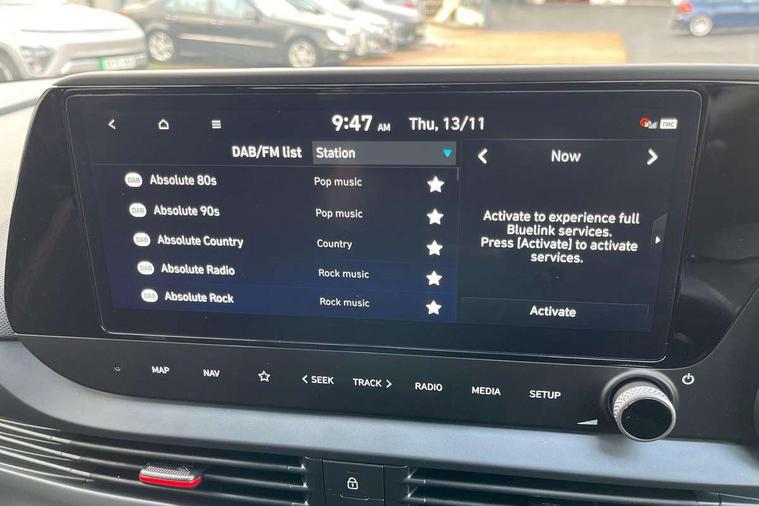 9:47 AM Thu, 13/11
TMC
DAB/FM list Station
Now
DAB Absolute 80s Pop music
DAB Absolute 90s Pop music
DAB Absolute Country Country
DAB Absolute Radio Rock music
DAB Absolute Rock Rock music
Activate to experience full
Bluelink services.
Press [Activate] to activate
services.
Activate
MAP NAV SEEK TRACK RADIO MEDIA SETUP